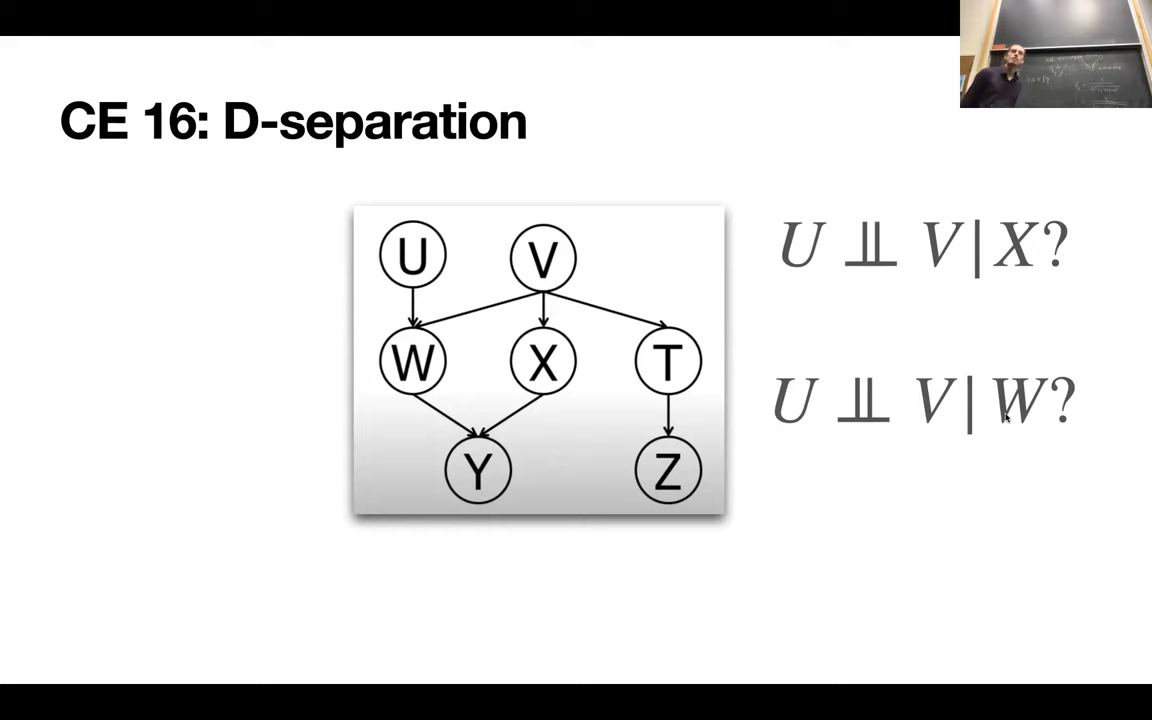 CE 16: D-separation
U ⫫ V | X?
U V
W X T
U ⫫ V | W?
Y Z